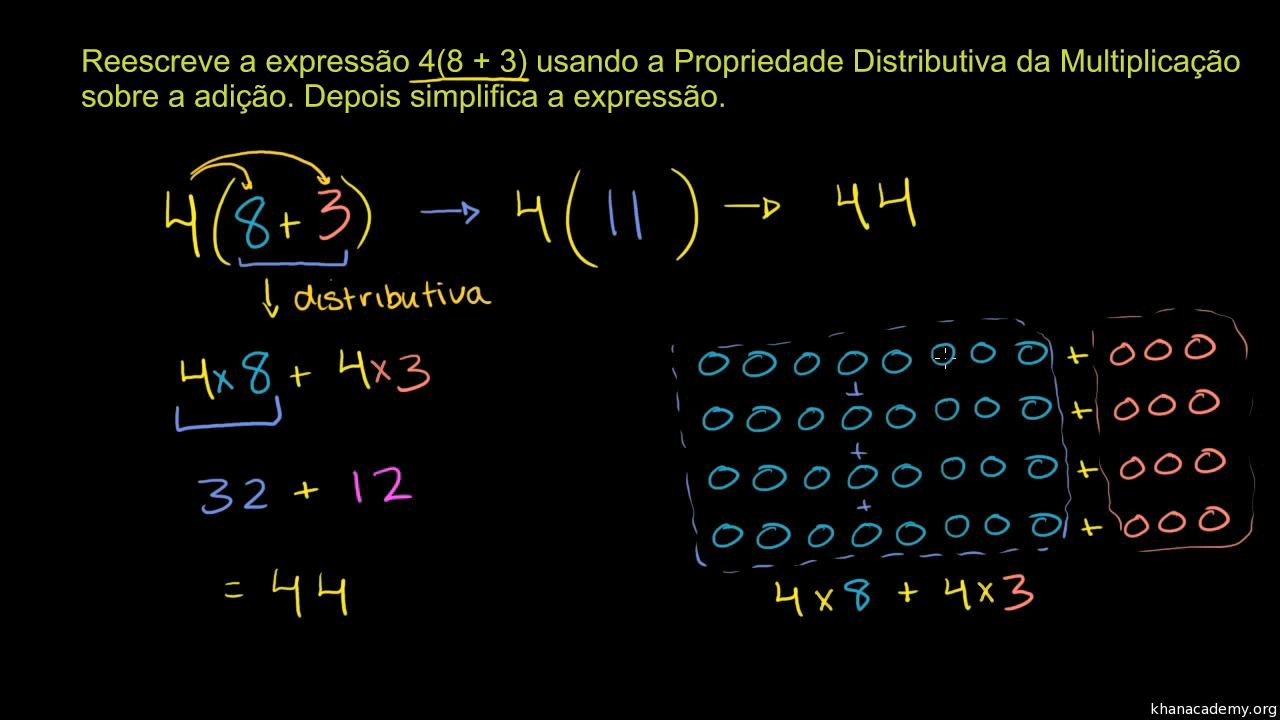 Reescreve a expressão 4(8 + 3) usando a Propriedade Distributiva da Multiplicação
sobre a adição. Depois simplifica a expressão.
4(8+3) → 4(11) → 44
↓ distributiva
4x8 + 4x3
32 + 12
= 44
+
+
+
+
+
+
+
4x8 + 4x3
khanacademy.org